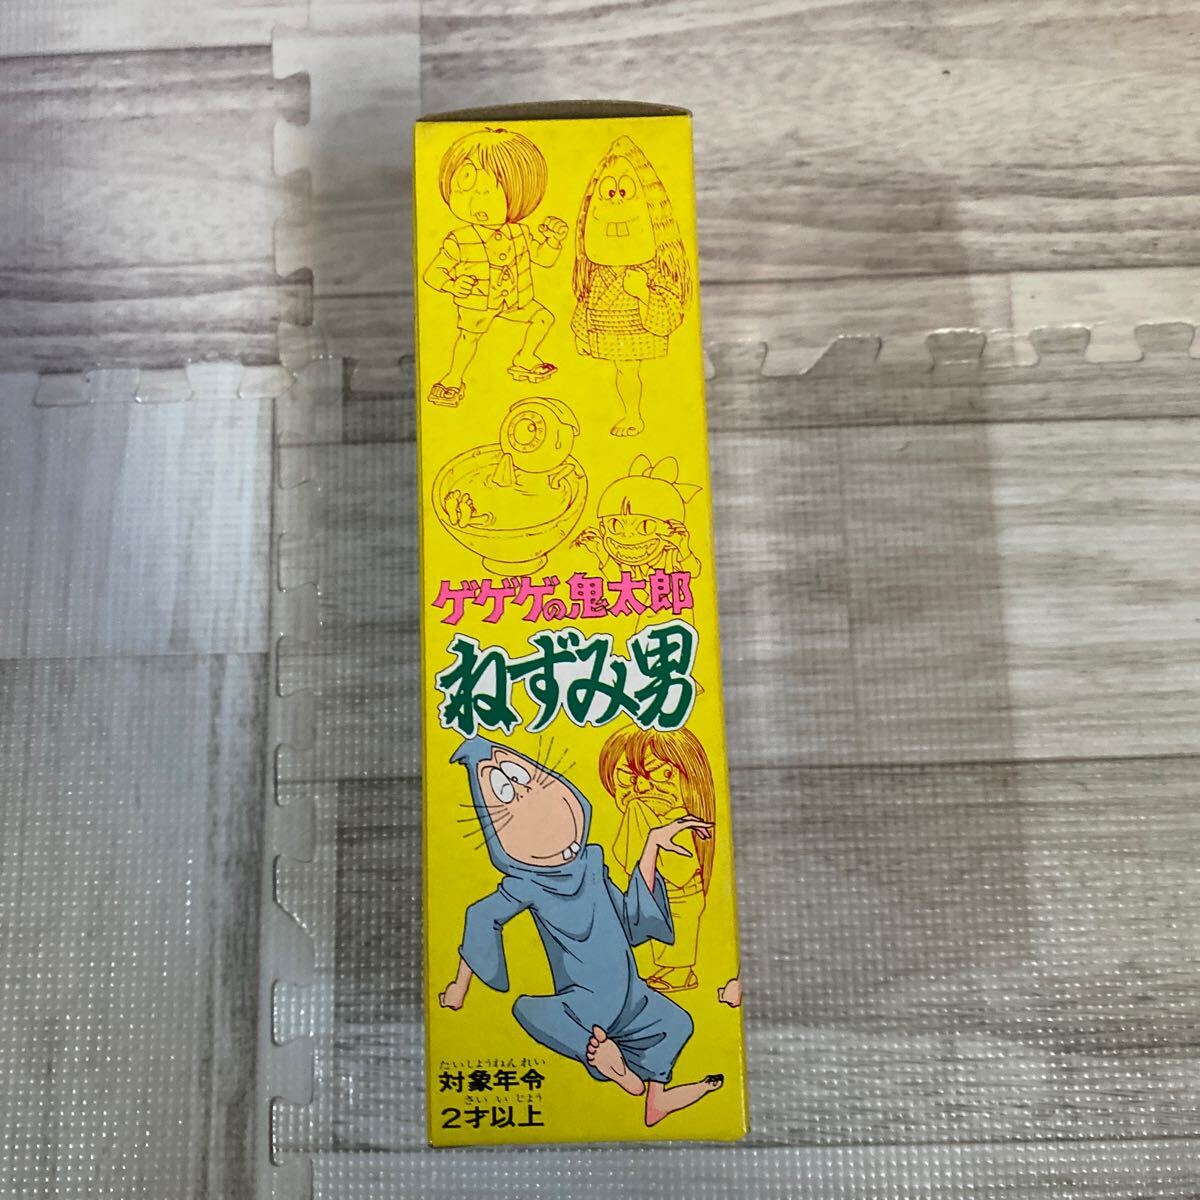 ゲゲゲの鬼太郎
ねずみ男
たいしょうねんれい
対象年令
さいいじょう
2才以上